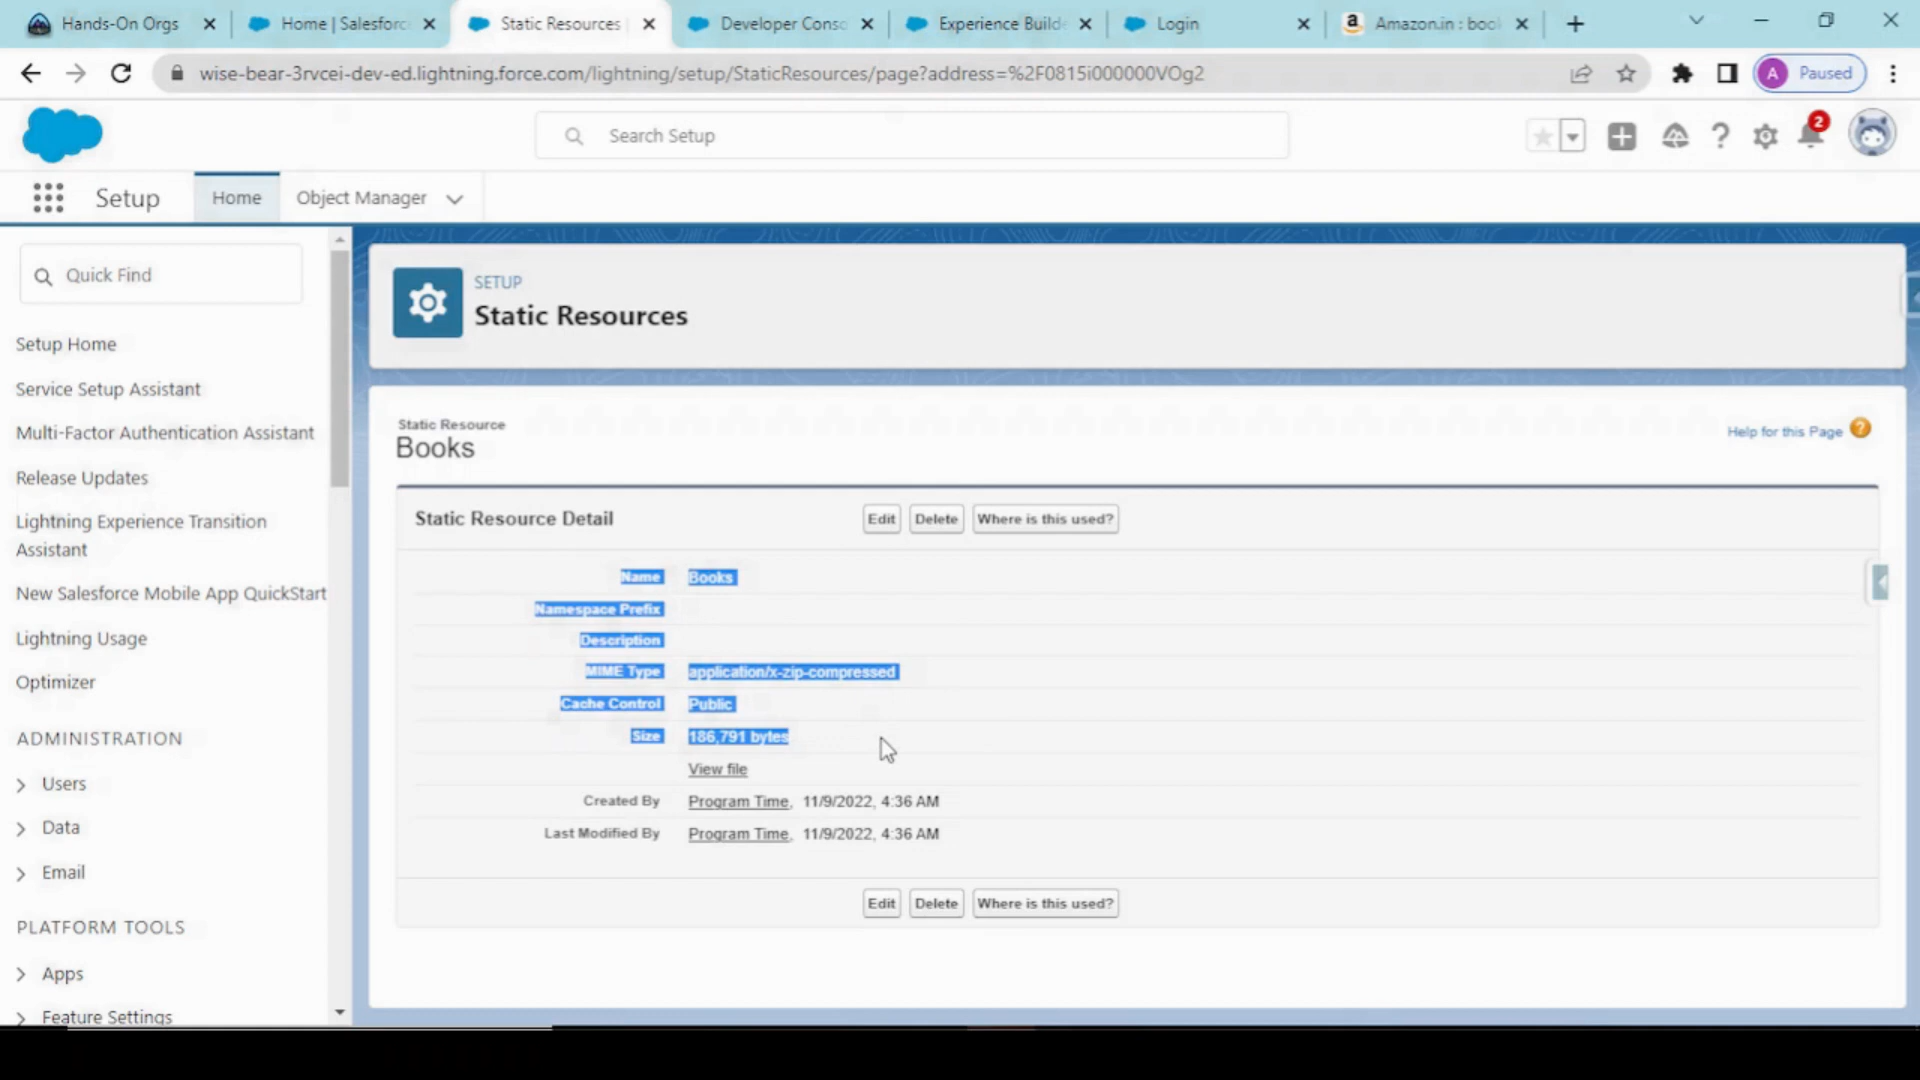 Hands-On Orgs
Home | Salesforc
Static Resources
Developer Conso
Experience Builde
Login
Amazon.in : book
wise-bear-3rvcei-dev-ed.lightning.force.com/lightning/setup/StaticResources/page?address=%2F0815i000000VOg2
A
Paused
Search Setup
2
Setup
Home
Object Manager
Quick Find
Setup Home
Service Setup Assistant
Multi-Factor Authentication Assistant
Release Updates
Lightning Experience Transition
Assistant
New Salesforce Mobile App QuickStart
Lightning Usage
Optimizer
ADMINISTRATION
Users
Data
Email
PLATFORM TOOLS
Apps
Feature Settings
SETUP
Static Resources
Static Resource
Books
Help for this Page
Static Resource Detail
Edit
Delete
Where is this used?
Name Books
Namespace Prefix
Description
MIME Type application/x-zip-compressed
Cache Control Public
Size 186,791 bytes
View file
Created By Program Time, 11/9/2022, 4:36 AM
Last Modified By Program Time, 11/9/2022, 4:36 AM
Edit
Delete
Where is this used?